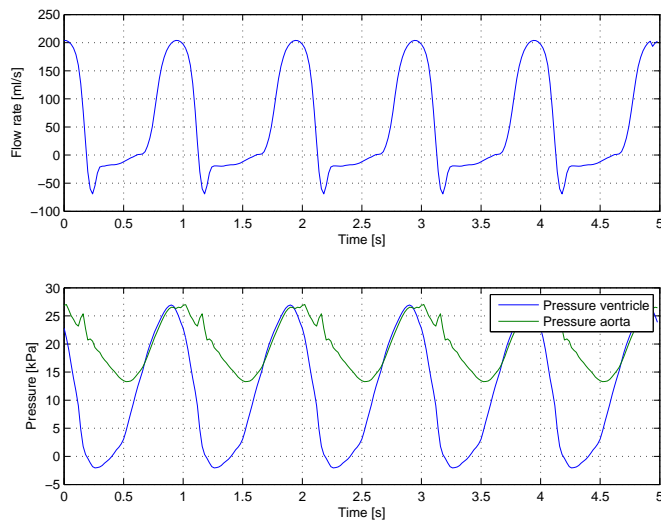 250
200
150
100
50
0
−50
−100
Flow rate [ml/s]
0 0.5 1 1.5 2 2.5 3 3.5 4 4.5 5
Time [s]
30
25
20
15
10
5
0
−5
Pressure [kPa]
Pressure ventricle
Pressure aorta
0 0.5 1 1.5 2 2.5 3 3.5 4 4.5 5
Time [s]